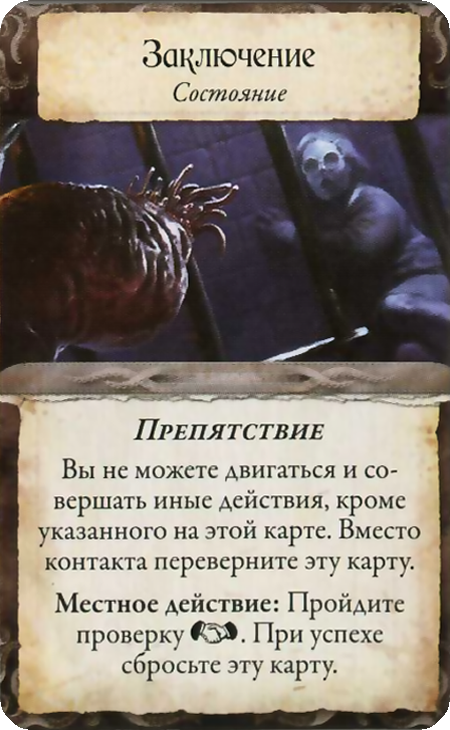 Заключение
Состояние
Препятствие
Вы не можете двигаться и со-
вершать иные действия, кроме
указанного на этой карте. Вместо
контакта переверните эту карту.
Местное действие: Пройдите
проверку . При успехе
сбросьте эту карту.